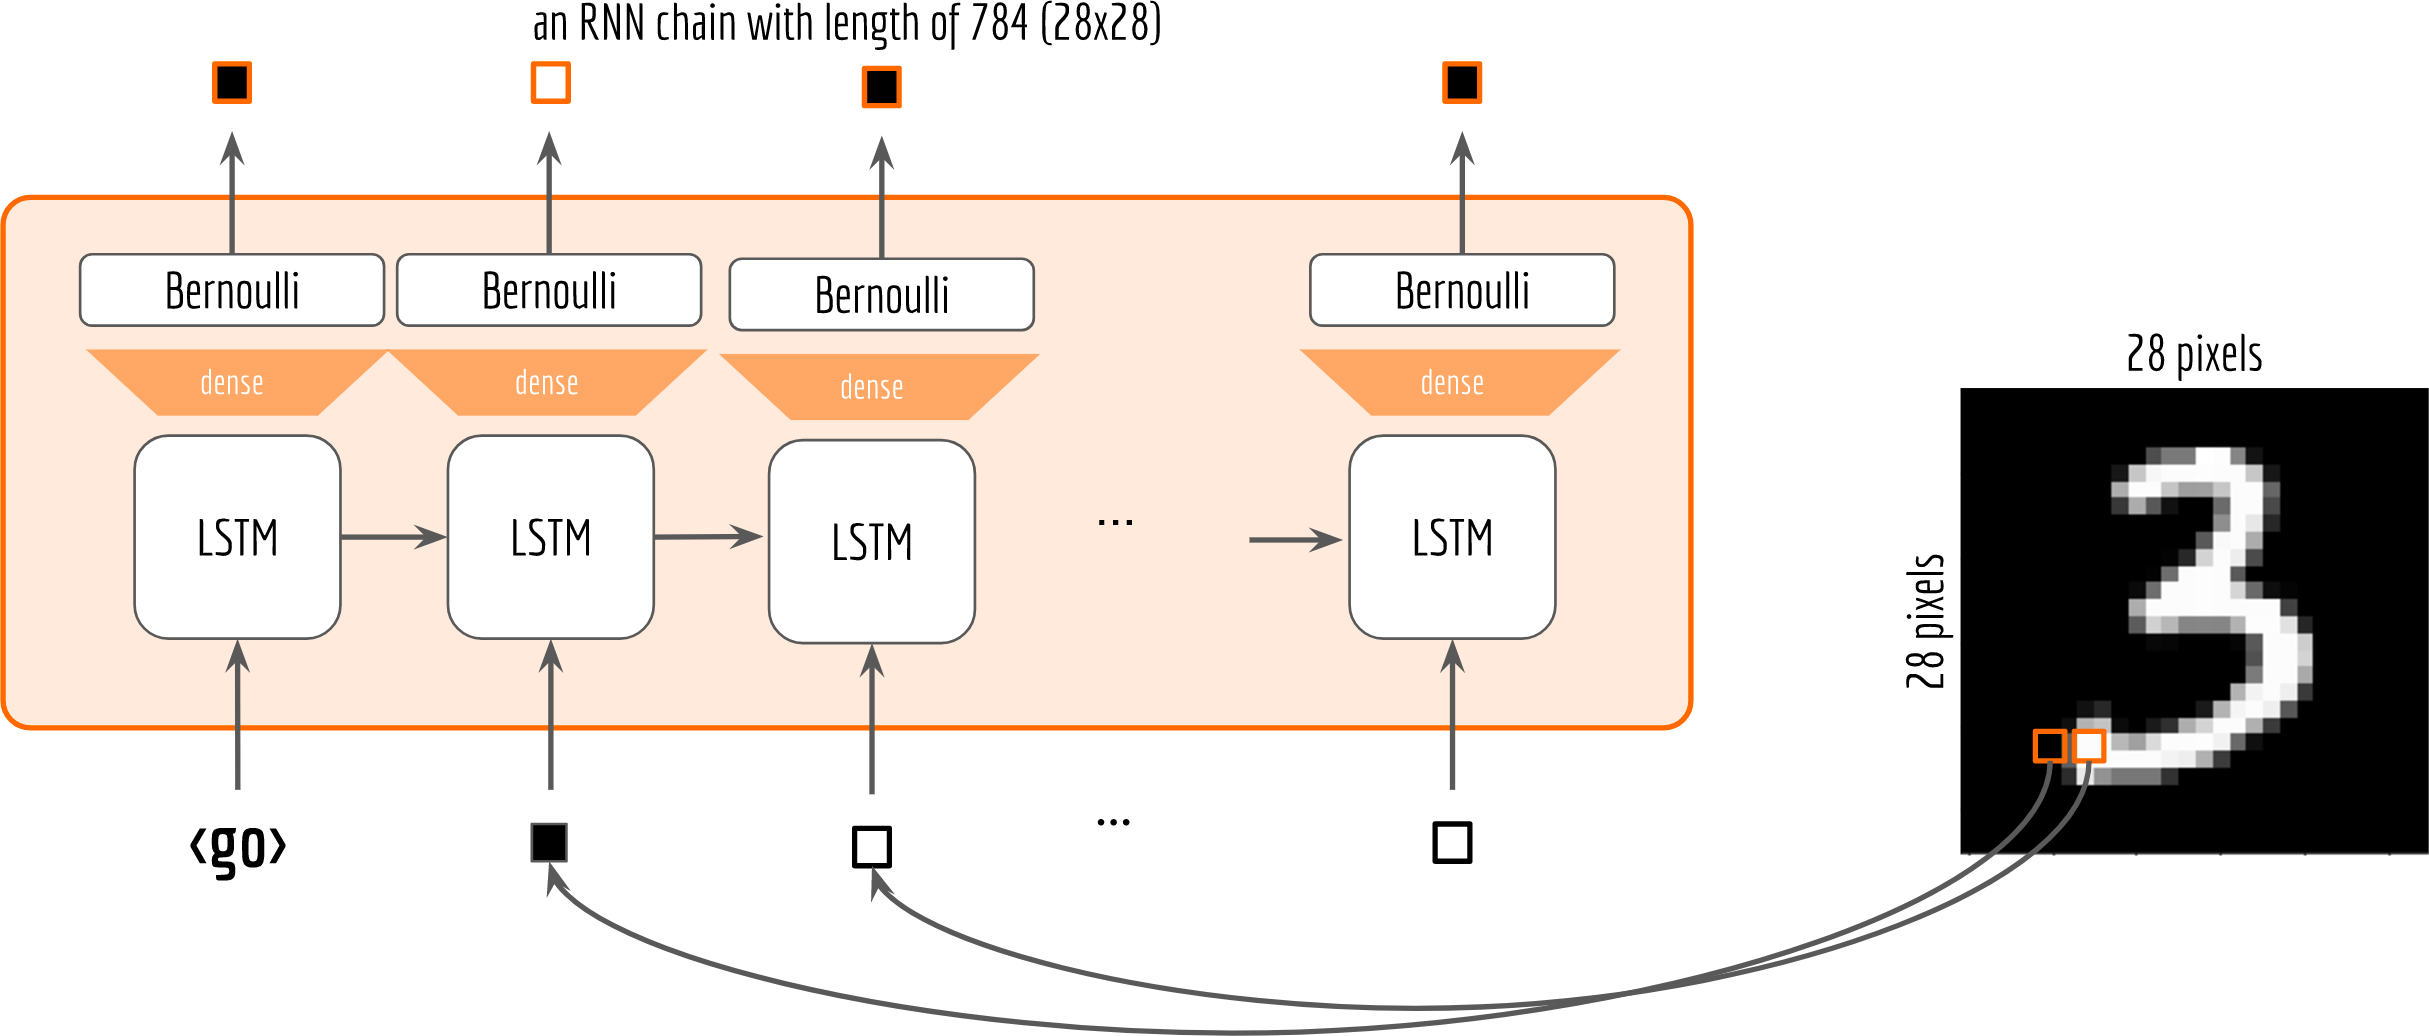 an RNN chain with length of 784 (28x28)
Bernoulli Bernoulli Bernoulli Bernoulli
dense dense dense dense
LSTM LSTM LSTM ... LSTM
<go> ...
28 pixels
28 pixels